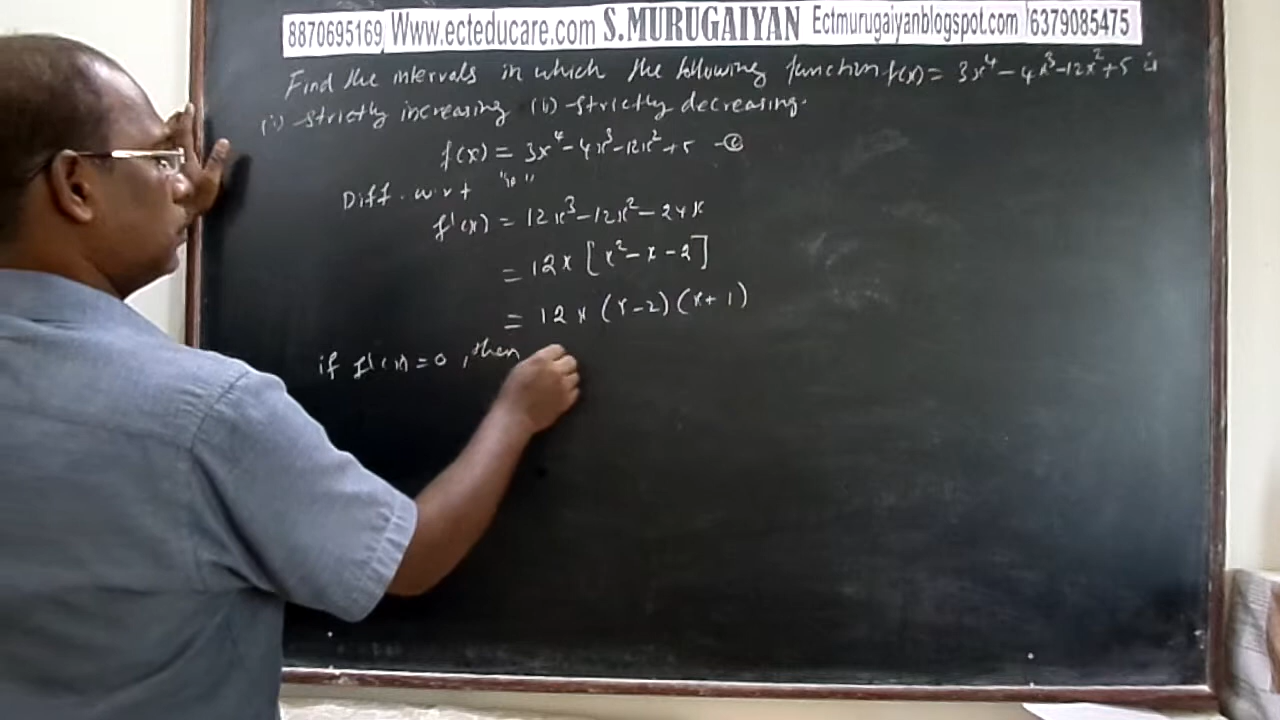 8870695169 Www.ecteducare.com S.MURUGAIYAN Ectmurugaiyanblogspot.com /6379085475
Find the intervals in which the following function f(x) = 3x⁴ - 4x³ - 12x² + 5 is
(i) strictly increasing (ii) strictly decreasing.
f(x) = 3x⁴ - 4x³ - 12x² + 5
Diff. w.r.t "x"
f'(x) = 12x³ - 12x² - 24x
= 12x [x² - x - 2]
= 12x (x - 2) (x + 1)
if f'(x) = 0, then